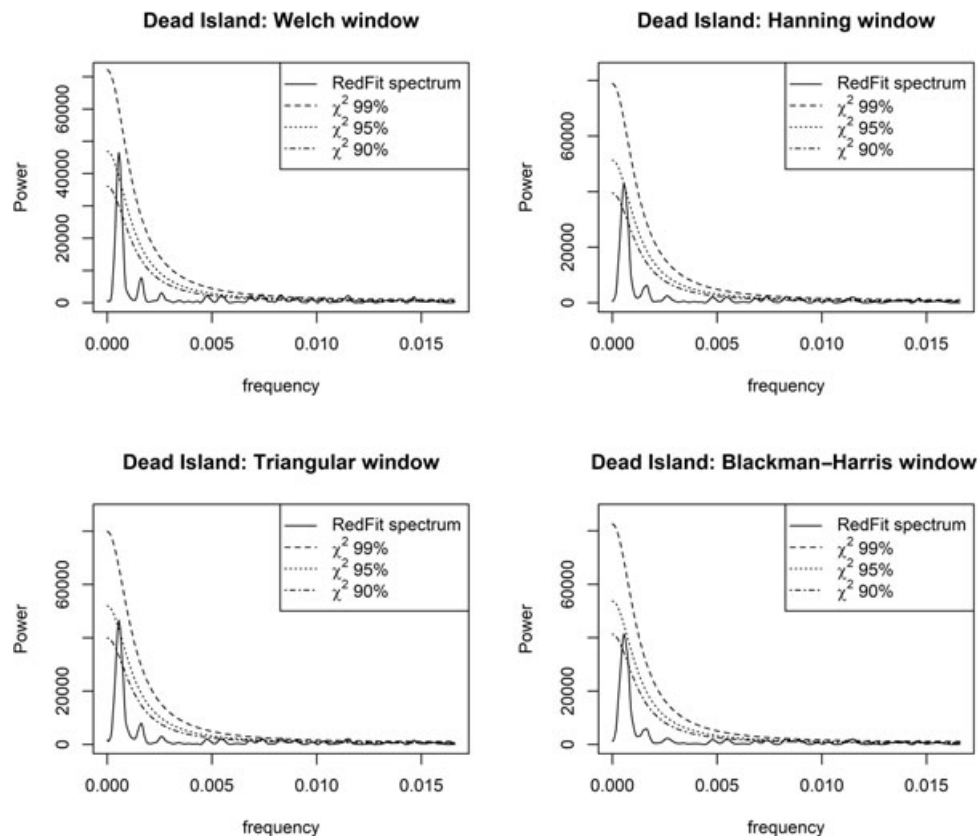 Dead Island: Welch window
Power
0
20000
40000
60000
RedFit spectrum
χ² 99%
χ² 95%
χ² 90%
0.000 0.005 0.010 0.015
frequency
Dead Island: Hanning window
Power
0
20000
60000
RedFit spectrum
χ² 99%
χ² 95%
χ² 90%
0.000 0.005 0.010 0.015
frequency
Dead Island: Triangular window
Power
0
20000
60000
RedFit spectrum
χ² 99%
χ² 95%
χ² 90%
0.000 0.005 0.010 0.015
frequency
Dead Island: Blackman−Harris window
Power
0
20000
60000
RedFit spectrum
χ² 99%
χ² 95%
χ² 90%
0.000 0.005 0.010 0.015
frequency